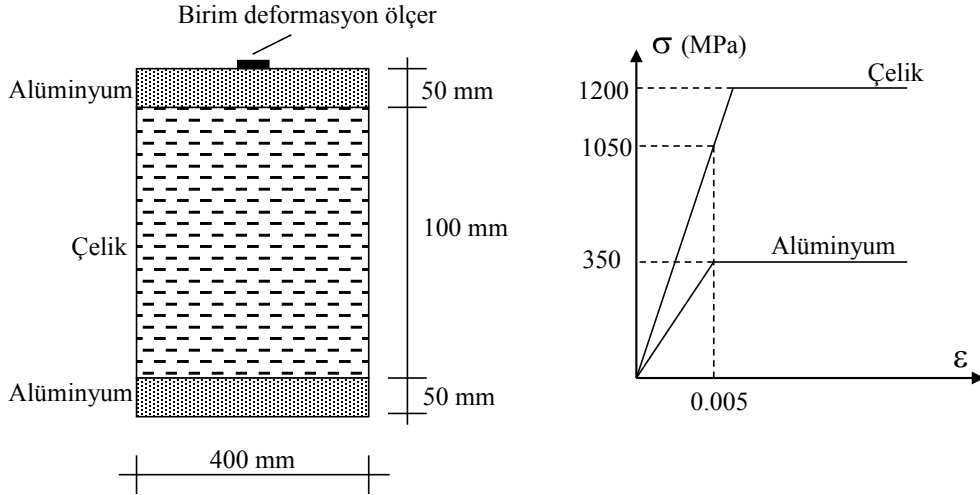 Birim deformasyon ölçer
Alüminyum
50 mm
Çelik
100 mm
Alüminyum
50 mm
400 mm
σ (MPa)
Çelik
1200
1050
Alüminyum
350
ε
0.005